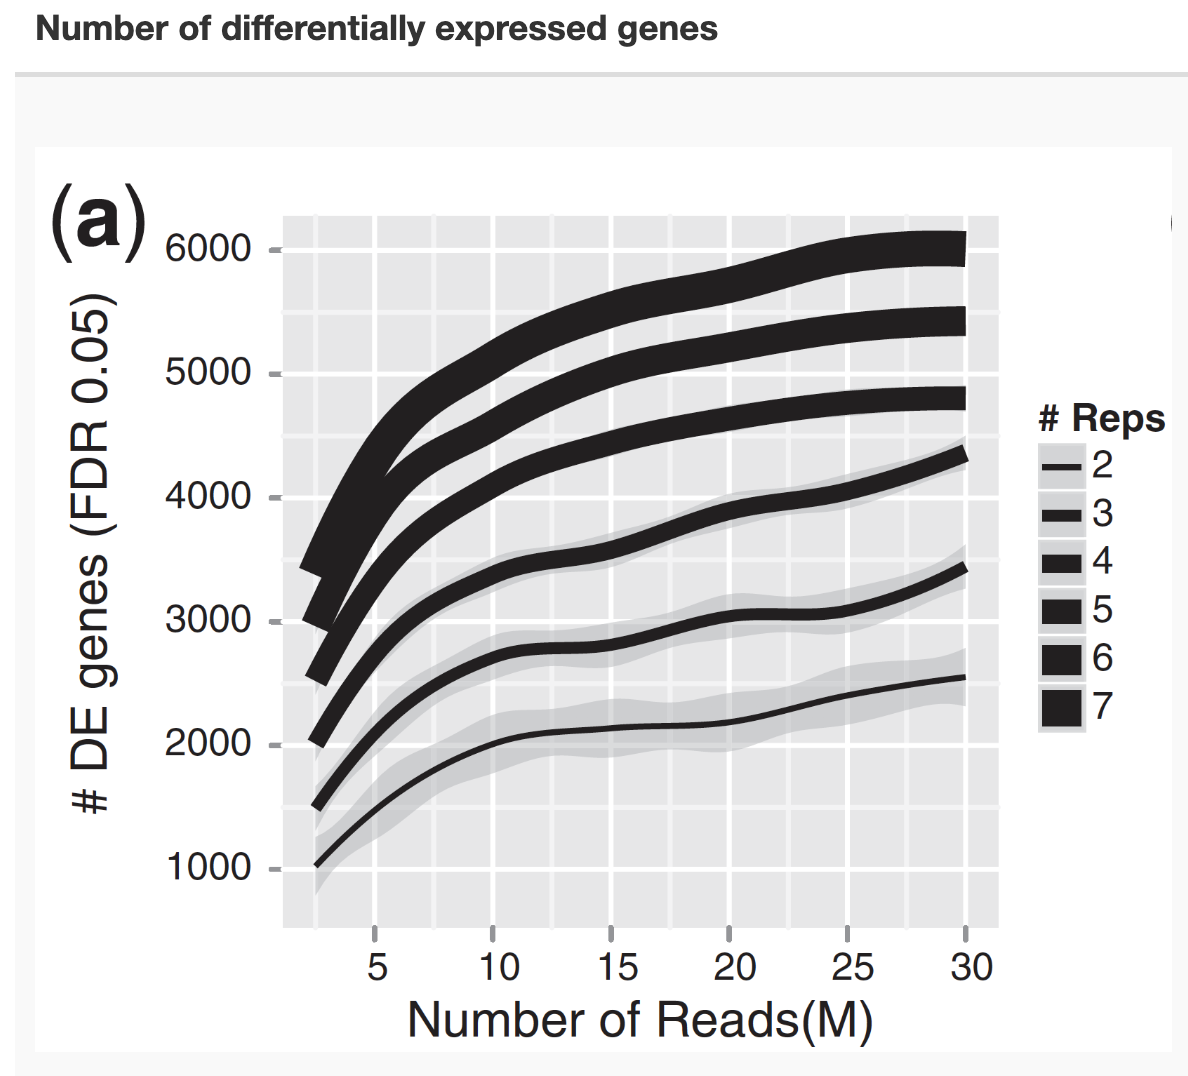 Number of differentially expressed genes
(a)
# DE genes (FDR 0.05)
6000
5000
4000
3000
2000
1000
5 10 15 20 25 30
Number of Reads(M)
# Reps
2
3
4
5
6
7